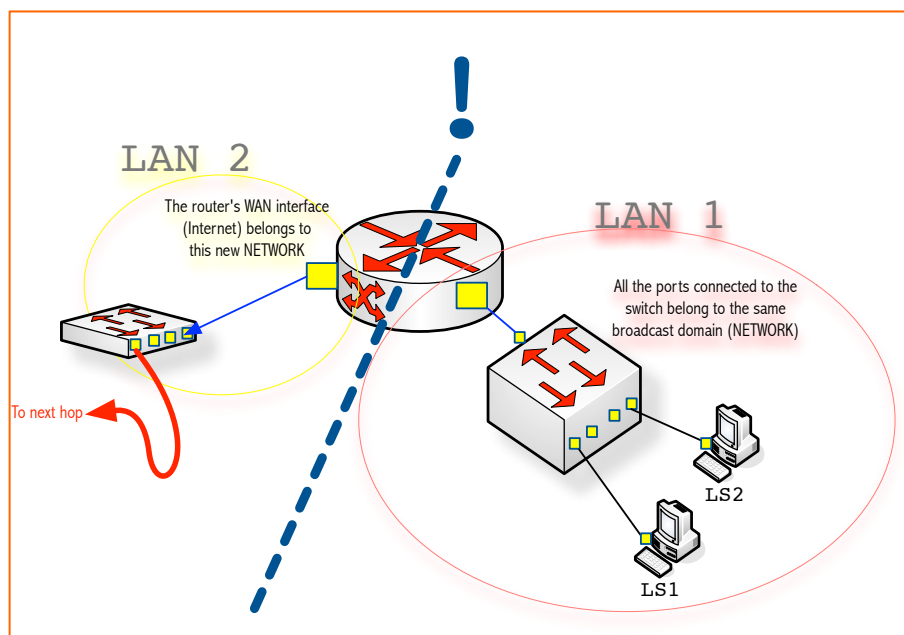 LAN 2
The router's WAN interface
(Internet) belongs to
this new NETWORK
LAN 1
All the ports connected to the
switch belong to the same
broadcast domain (NETWORK)
To next hop
LS2
LS1